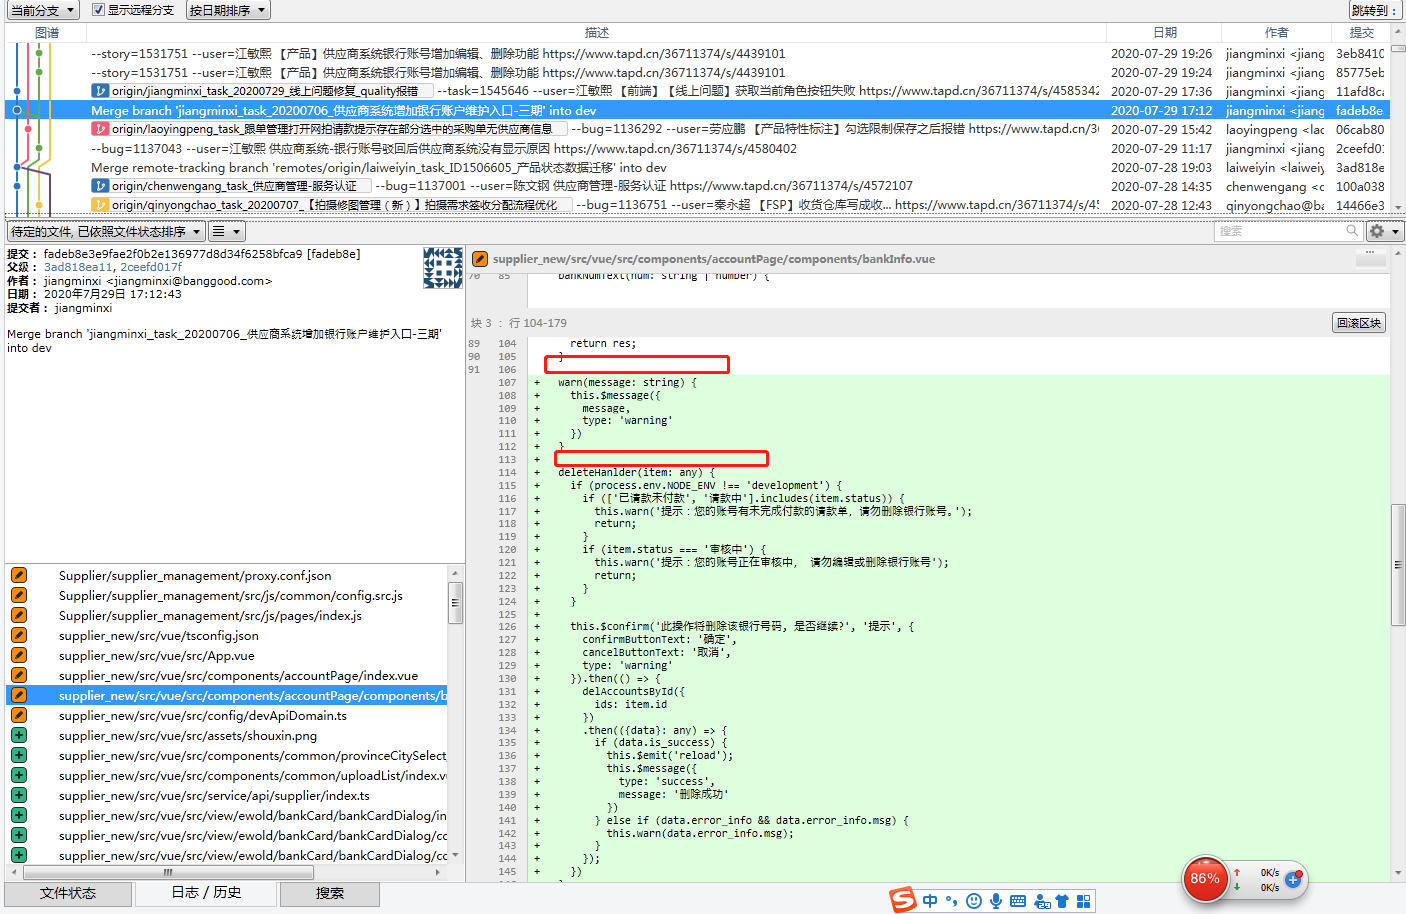 当前分支 显示远程分支 按日期排序 跳转到：
图谱 描述 日期 作者 提交
--story=1531751 --user=江敏熙 【产品】供应商系统银行账号增加编辑、删除功能 https://www.tapd.cn/36711374/s/4439101 2020-07-29 19:26 jiangminxi <jiang 3eb8410
--story=1531751 --user=江敏熙 【产品】供应商系统银行账号增加编辑、删除功能 https://www.tapd.cn/36711374/s/4439101 2020-07-29 19:24 jiangminxi <jiang 85775eb
origin/jiangminxi_task_20200729_线上问题修复_quality报错 --task=1545646 --user=江敏熙 【前端】【线上问题】获取当前角色按钮失败 https://www.tapd.cn/36711374/s/4585342 2020-07-29 17:36 jiangminxi <jiang 11afd8c
Merge branch 'jiangminxi_task_20200706_供应商系统增加银行账户维护入口-三期' into dev 2020-07-29 17:12 jiangminxi <jiang fadeb8e
origin/laoyingpeng_task_跟单管理打开网拍请款提示存在部分选中的采购单无供应商信息 --bug=1136292 --user=劳应鹏 【产品特性标注】勾选限制保存之后报错 https://www.tapd.cn/36 2020-07-29 15:42 laoyingpeng <lac 06cab80
--bug=1137043 --user=江敏熙 供应商系统-银行账号驳回后供应商系统没有显示原因 https://www.tapd.cn/36711374/s/4580402 2020-07-29 11:17 jiangminxi <jiang 2ceefd0
Merge remote-tracking branch 'remotes/origin/laiweiyin_task_ID1506605_产品状态数据迁移' into dev 2020-07-28 19:03 laiweiyin <laiweiy 3ad818e
origin/chenwengang_task_供应商管理-服务认证 --bug=1137001 --user=陈文钢 供应商管理-服务认证 https://www.tapd.cn/36711374/s/4572107 2020-07-28 14:35 chenwengang <c 100a038
origin/qinyongchao_task_20200707_【拍摄修图管理（新）】拍摄需求签收分配流程优化 --bug=1136751 --user=秦永超 【FSP】收货仓库写成收... https://www.tapd.cn/36711374/s/45 2020-07-28 12:43 qinyongchao@ba 14466e3
待定的文件, 已依照文件状态排序 搜索
提交： fadeb8e3e9fae2f0b2e136977d8d34f6258bfca9 [fadeb8e]
父级： 3ad818ea11, 2ceefd017f
作者： jiangminxi <jiangminxi@banggood.com>
日期： 2020年7月29日 17:12:43
提交者： jiangminxi
Merge branch 'jiangminxi_task_20200706_供应商系统增加银行账户维护入口-三期'
into dev
Supplier/supplier_management/proxy.conf.json
Supplier/supplier_management/src/js/common/config.src.js
Supplier/supplier_management/src/js/pages/index.js
supplier_new/src/vue/tsconfig.json
supplier_new/src/vue/src/App.vue
supplier_new/src/vue/src/components/accountPage/index.vue
supplier_new/src/vue/src/components/accountPage/components/b
supplier_new/src/vue/src/config/devApiDomain.ts
supplier_new/src/vue/src/assets/shouxin.png
supplier_new/src/vue/src/components/common/provinceCitySelect
supplier_new/src/vue/src/components/common/uploadList/index.v
supplier_new/src/vue/src/service/api/supplier/index.ts
supplier_new/src/vue/src/view/ewold/bankCard/bankCardDialog/in
supplier_new/src/vue/src/view/ewold/bankCard/bankCardDialog/cc
supplier_new/src/vue/src/view/ewold/bankCard/bankCardDialog/cc
文件状态 日志 / 历史 搜索
supplier_new/src/vue/src/components/accountPage/components/bankInfo.vue
70 85 bankNumText(num: string | number) {
块 3 ：行 104-179 回滚区块
89 104 return res;
90 105 }
91 106
107 + warn(message: string) {
108 + this.$message({
109 + message,
110 + type: 'warning'
111 + })
112 + }
113 +
114 + deleteHanlder(item: any) {
115 + if (process.env.NODE_ENV !== 'development') {
116 + if (['已请款未付款', '请款中'].includes(item.status)) {
117 + this.warn('提示：您的账号有未完成付款的请款单，请勿删除银行账号。');
118 + return;
119 + }
120 + if (item.status === '审核中') {
121 + this.warn('提示：您的账号正在审核中， 请勿编辑或删除银行账号');
122 + return;
123 + }
124 + }
125 +
126 + this.$confirm('此操作将删除该银行号码，是否继续?', '提示', {
127 + confirmButtonText: '确定',
128 + cancelButtonText: '取消',
129 + type: 'warning'
130 + }).then(() => {
131 + delAccountsById({
132 + ids: item.id
133 + })
134 + .then(({data}: any) => {
135 + if (data.is_success) {
136 + this.$emit('reload');
137 + this.$message({
138 + type: 'success',
139 + message: '删除成功'
140 + })
141 + } else if (data.error_info && data.error_info.msg) {
142 + this.warn(data.error_info.msg);
143 + }
144 + });
145 + })
86% 0K/s
0K/s
S 中